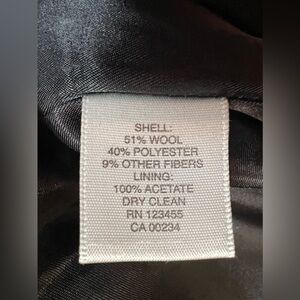 SHELL:
51% WOOL
40% POLYESTER
9% OTHER FIBERS
LINING:
100% ACETATE
DRY CLEAN
RN 123455
CA 00234